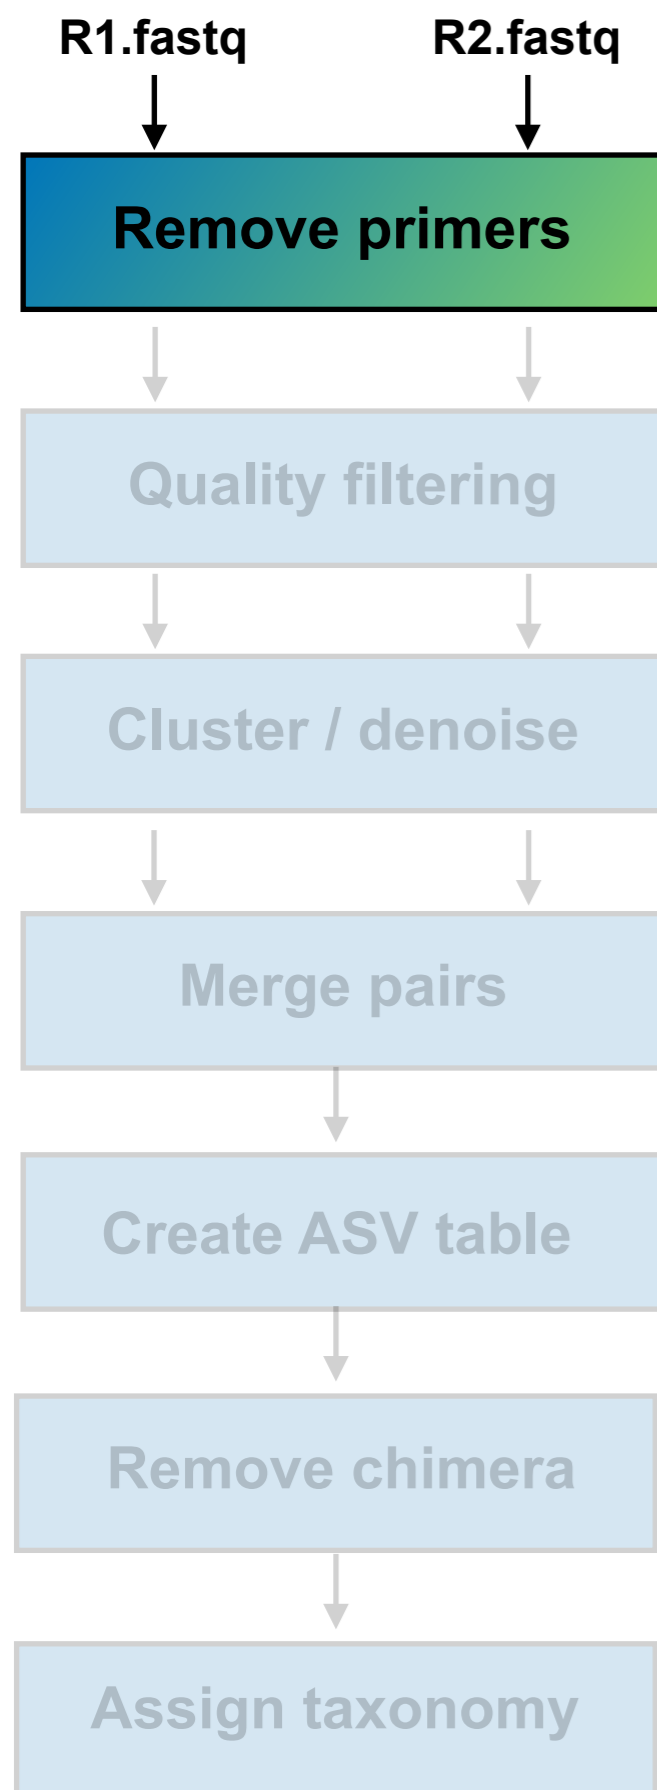 R1.fastq R2.fastq
Remove primers
Quality filtering
Cluster / denoise
Merge pairs
Create ASV table
Remove chimera
Assign taxonomy